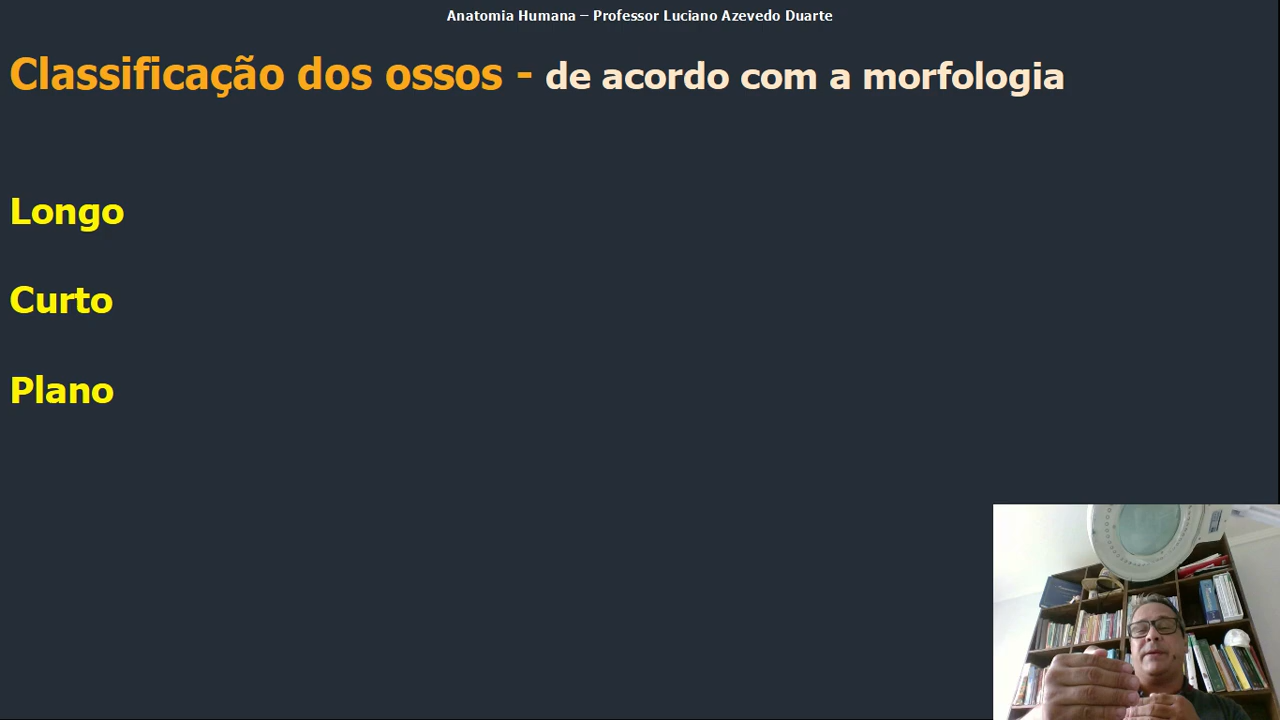 Anatomia Humana – Professor Luciano Azevedo Duarte
Classificação dos ossos - de acordo com a morfologia
Longo
Curto
Plano